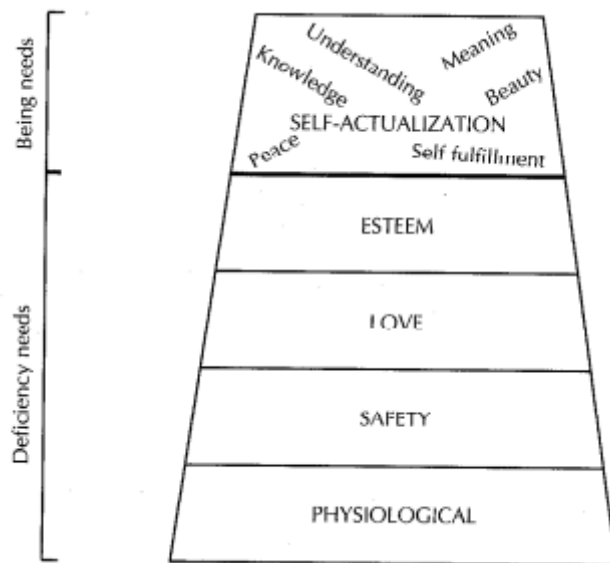 Being needs
Understanding
Meaning
Knowledge
Beauty
SELF-ACTUALIZATION
Peace
Self fulfillment
Deficiency needs
ESTEEM
LOVE
SAFETY
PHYSIOLOGICAL